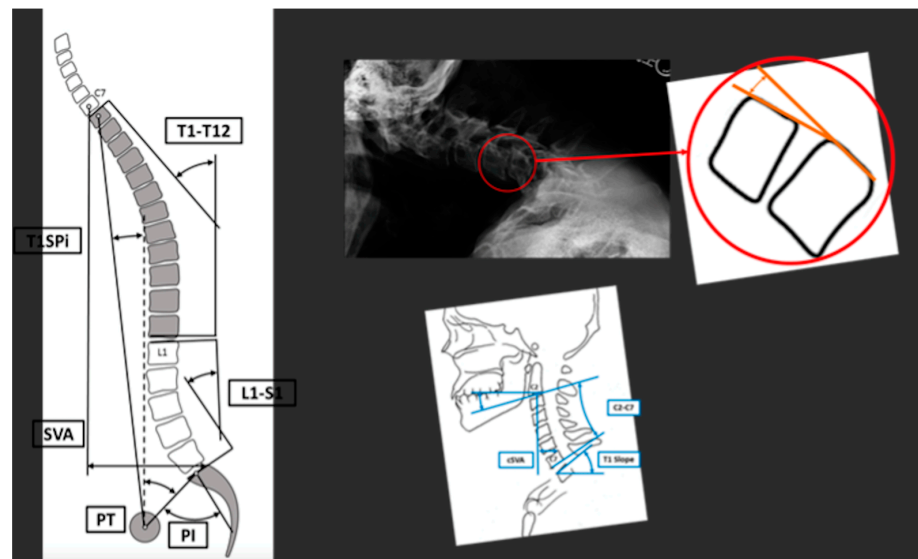 C7
T1-T12
T1SPi
L1
L1-S1
SVA
PT
PI
C2
C2-C7
cSVA
C7
T1 Slope